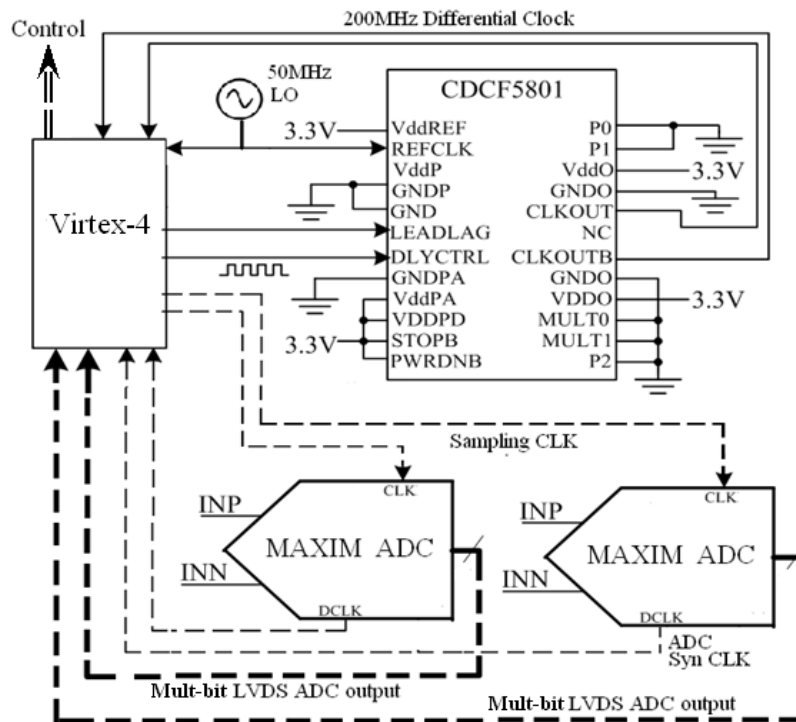 200MHz Differential Clock
Control
50MHz
LO
CDCF5801
3.3V
VddREF
REFCLK
VddP
GNDP
GND
LEADLAG
DLYCTRL
GNDPA
VddPA
VDDPD
3.3V
STOPB
PWRDNB
P0
P1
VddO
3.3V
GNDO
CLKOUT
NC
CLKOUTB
GNDO
VDDO
3.3V
MULT0
MULT1
P2
Virtex-4
Sampling CLK
CLK
INP
MAXIM ADC
INN
DCLK
CLK
INP
MAXIM ADC
INN
DCLK
ADC
Syn CLK
Mult-bit LVDS ADC output
Mult-bit LVDS ADC output